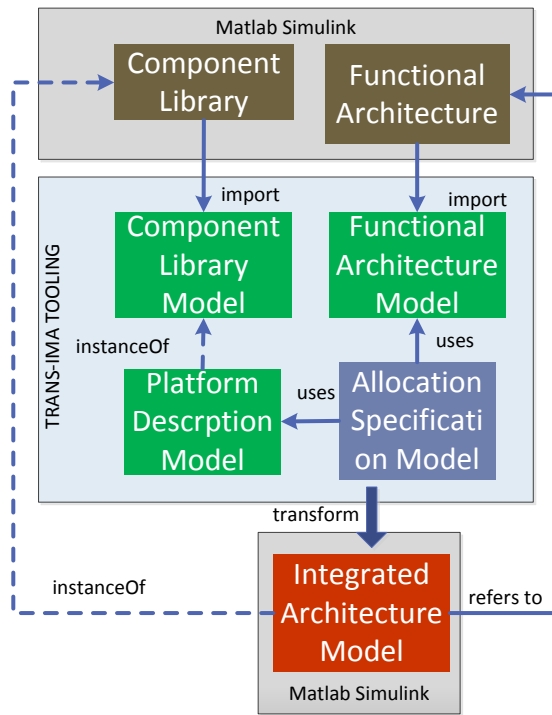 Matlab Simulink
Component
Library
Functional
Architecture
import
import
TRANS-IMA TOOLING
Component
Library
Model
Functional
Architecture
Model
instanceOf
uses
Platform
Descrption
Model
uses
Allocation
Specificati
on Model
transform
instanceOf
Integrated
Architecture
Model
refers to
Matlab Simulink